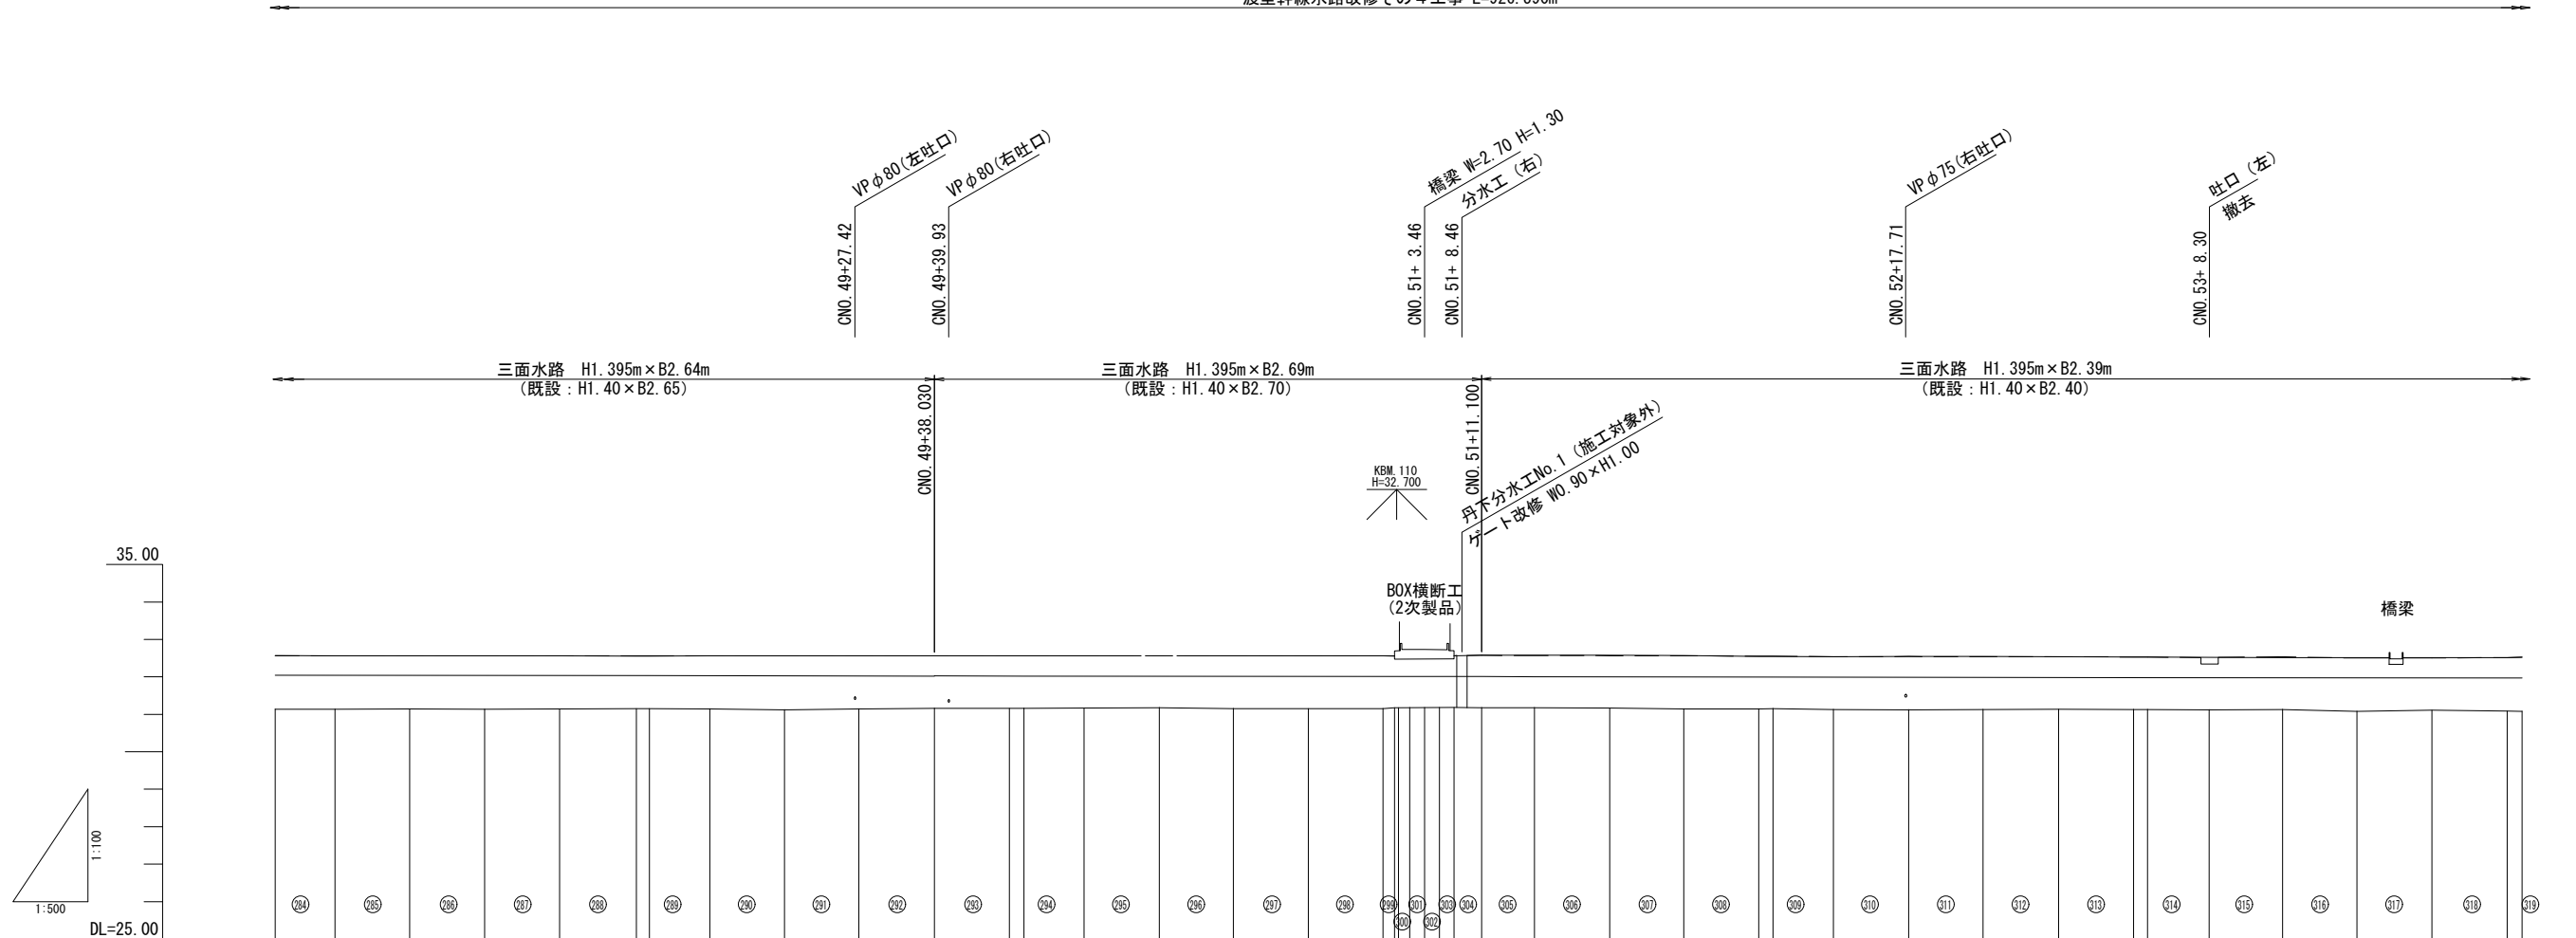 VPφ80(左吐口)
VPφ80(右吐口)
橋梁 W=2.70 H=1.30
分水工（右）
VPφ75(右吐口)
吐口（左）
撤去
CNO.49+27.42
CNO.49+39.93
CNO.51+ 3.46
CNO.51+ 8.46
CNO.52+17.71
CNO.53+ 8.30
三面水路　H1.395m×B2.64m
（既設：H1.40×B2.65）
三面水路　H1.395m×B2.69m
（既設：H1.40×B2.70）
三面水路　H1.395m×B2.39m
（既設：H1.40×B2.40）
CNO.49+38.030
CNO.51+11.100
KBM.110
H=32.700
丹下分水工No.1（施工対象外）
ゲート改修 W0.90×H1.00
35.00
BOX横断工
（2次製品）
橋梁
1:100
1:500
284 285 286 287 288 289 290 291 292 293 294 295 296 297 298 299 300 301 302 303 304 305 306 307 308 309 310 311 312 313 314 315 316 317 318 319
DL=25.00